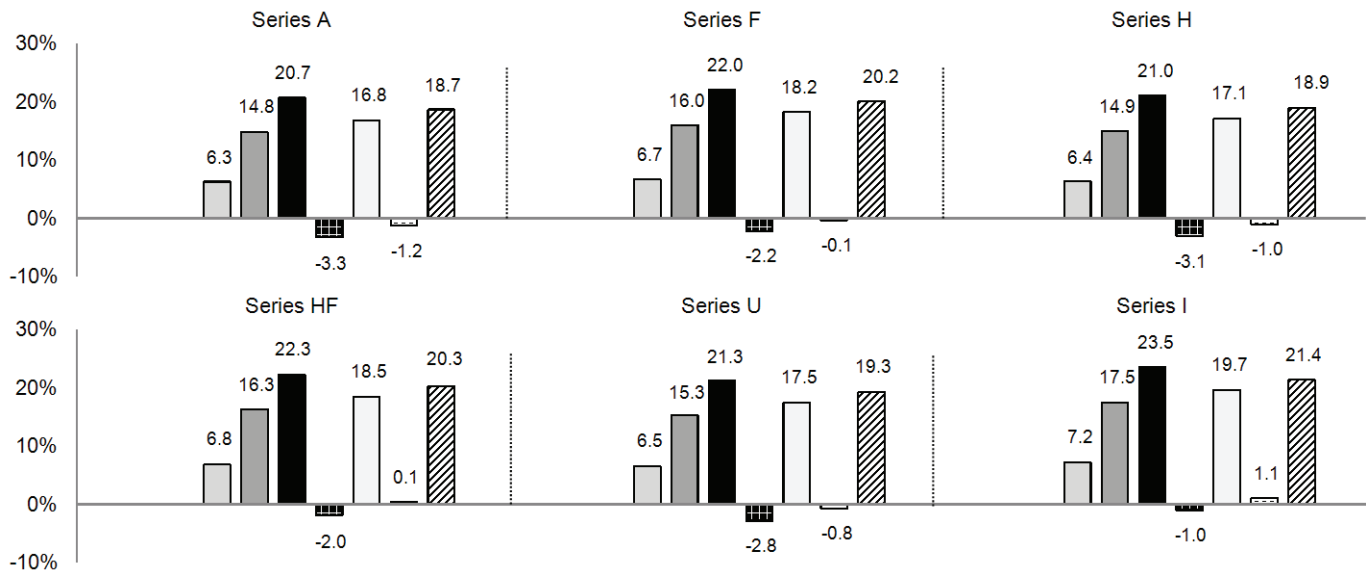 Series A Series F Series H
30%
20%
10%
0%
-10%
6.3 14.8 20.7 -3.3 16.8 -1.2 18.7
6.7 16.0 22.0 -2.2 18.2 -0.1 20.2
6.4 14.9 21.0 -3.1 17.1 -1.0 18.9
Series HF Series U Series I
30%
20%
10%
0%
-10%
6.8 16.3 22.3 -2.0 18.5 0.1 20.3
6.5 15.3 21.3 -2.8 17.5 -0.8 19.3
7.2 17.5 23.5 -1.0 19.7 1.1 21.4